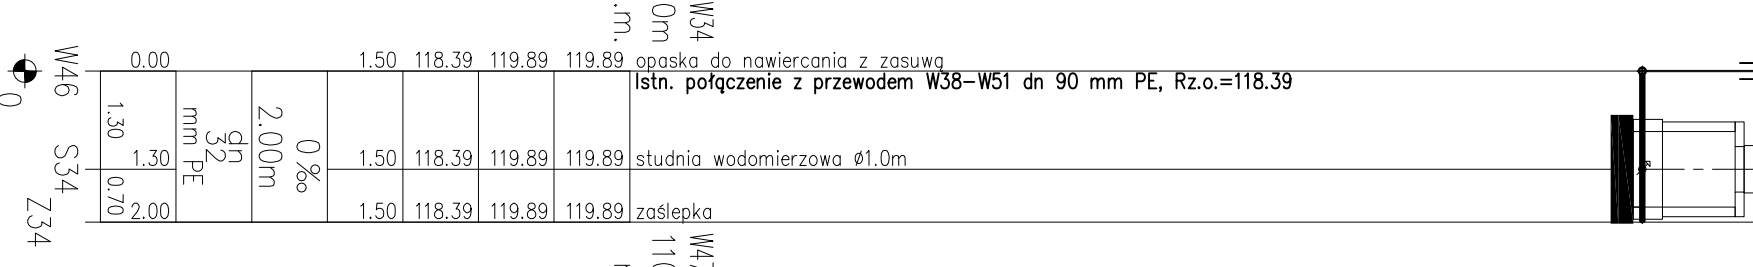 W34
0m
.m.
0.00 1.50 118.39 119.89 119.89 opaska do nawiercania z zasuwą
Istn. połączenie z przewodem W38-W51 dn 90 mm PE, Rz.o.=118.39
W46
0
1.30
dn
32
mm PE
2.00m
0 ‰
S34
1.30 1.50 118.39 119.89 119.89 studnia wodomierzowa Ø1.0m
0.70
Z34
2.00 1.50 118.39 119.89 119.89 zaślepka